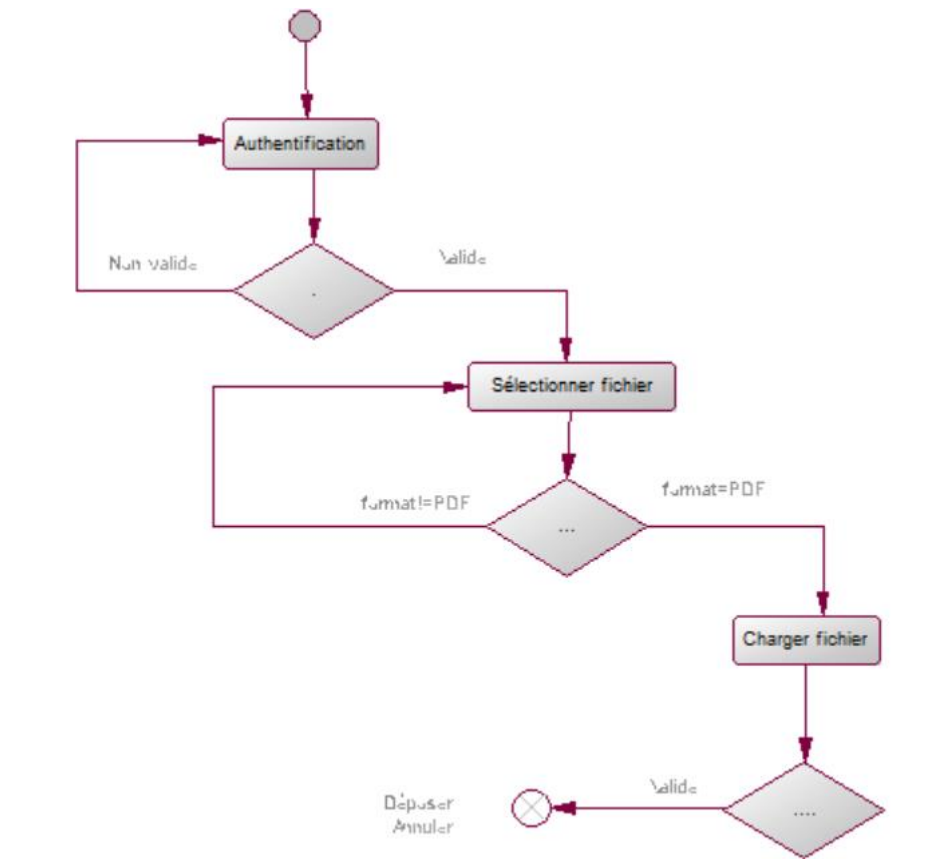 Authentification
Non valide
Valide
.
Sélectionner fichier
format!=PDF
format=PDF
...
Charger fichier
Valide
Déposer
Annuler
....